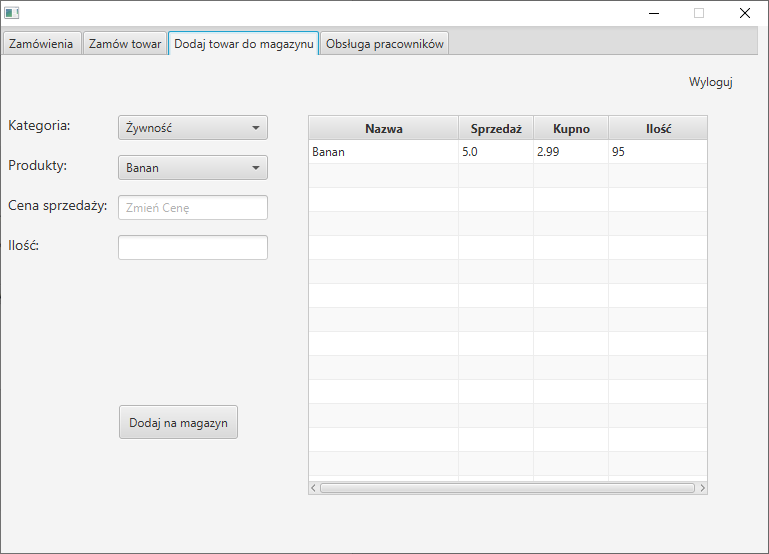 Zamówienia Zamów towar Dodaj towar do magazynu Obsługa pracowników
Wyloguj
Kategoria: Żywność
Produkty: Banan
Cena sprzedaży: Zmień Cenę
Ilość:
Dodaj na magazyn
Nazwa Sprzedaż Kupno Ilość
Banan 5.0 2.99 95